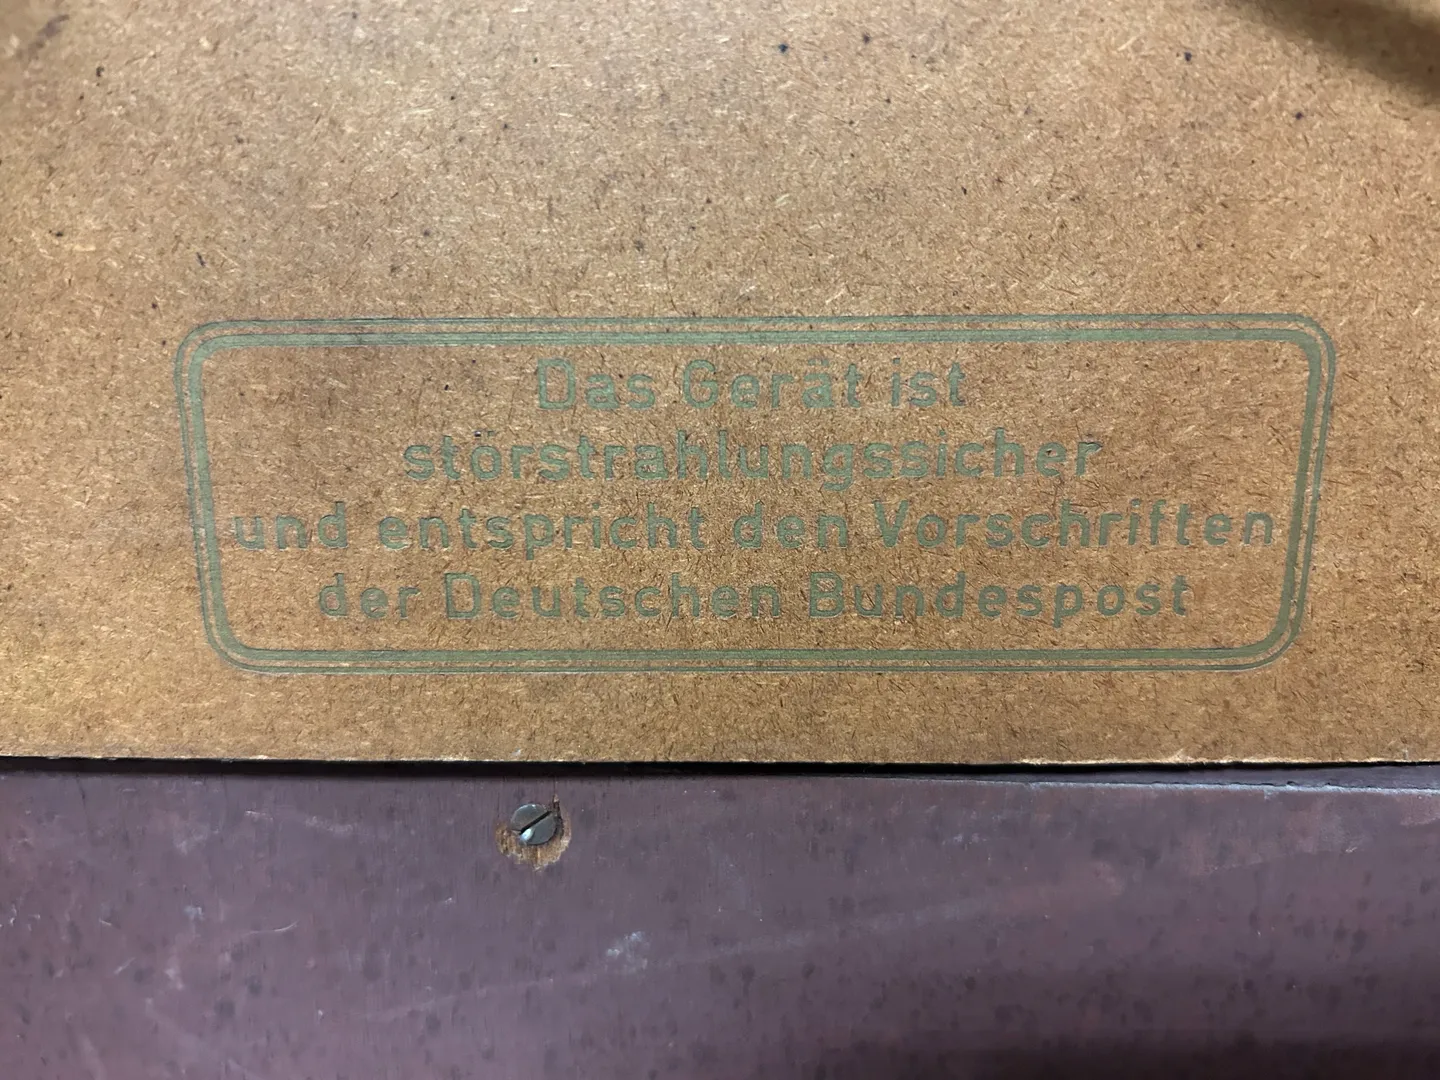 Das Gerät ist
störstrahlungssicher
und entspricht den Vorschriften
der Deutschen Bundespost